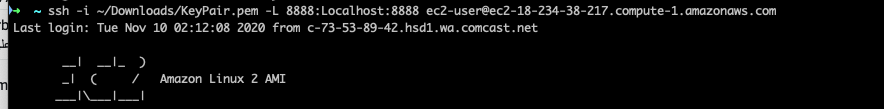 ➜  ~ ssh -i ~/Downloads/KeyPair.pem -L 8888:Localhost:8888 ec2-user@ec2-18-234-38-217.compute-1.amazonaws.com
Last login: Tue Nov 10 02:12:08 2020 from c-73-53-89-42.hsd1.wa.comcast.net
       __|  __|_  )
       _|  (     /   Amazon Linux 2 AMI
      ___|\___|___|